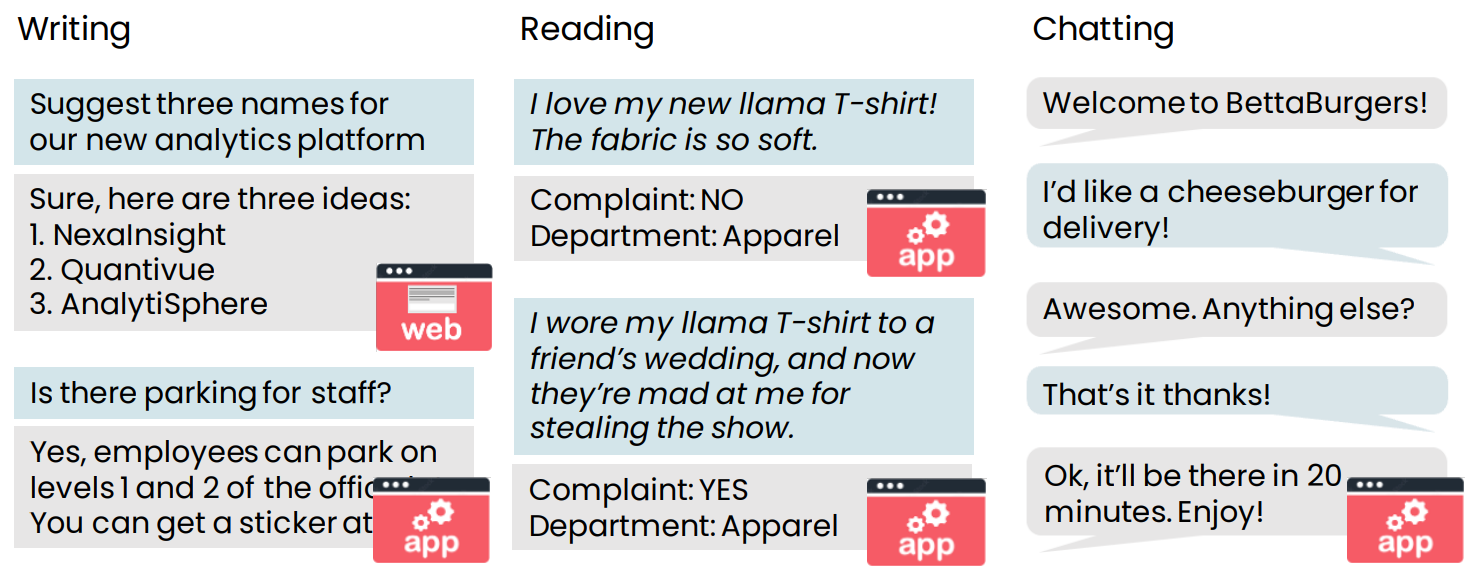 Writing
Suggest three names for
our new analytics platform
Sure, here are three ideas:
1. NexaInsight
2. Quantivue
3. AnalytiSphere
web
Is there parking for staff?
Yes, employees can park on
levels 1 and 2 of the
You can get a sticker at
app
Reading
I love my new llama T-shirt!
The fabric is so soft.
Complaint: NO
Department: Apparel
app
I wore my llama T-shirt to a
friend's wedding, and now
they're mad at me for
stealing the show.
Complaint: YES
Department: Apparel
app
Chatting
Welcome to BettaBurgers!
I'd like a cheeseburger for
delivery!
Awesome. Anything else?
That's it thanks!
Ok, it'll be there in 20
minutes. Enjoy!
app